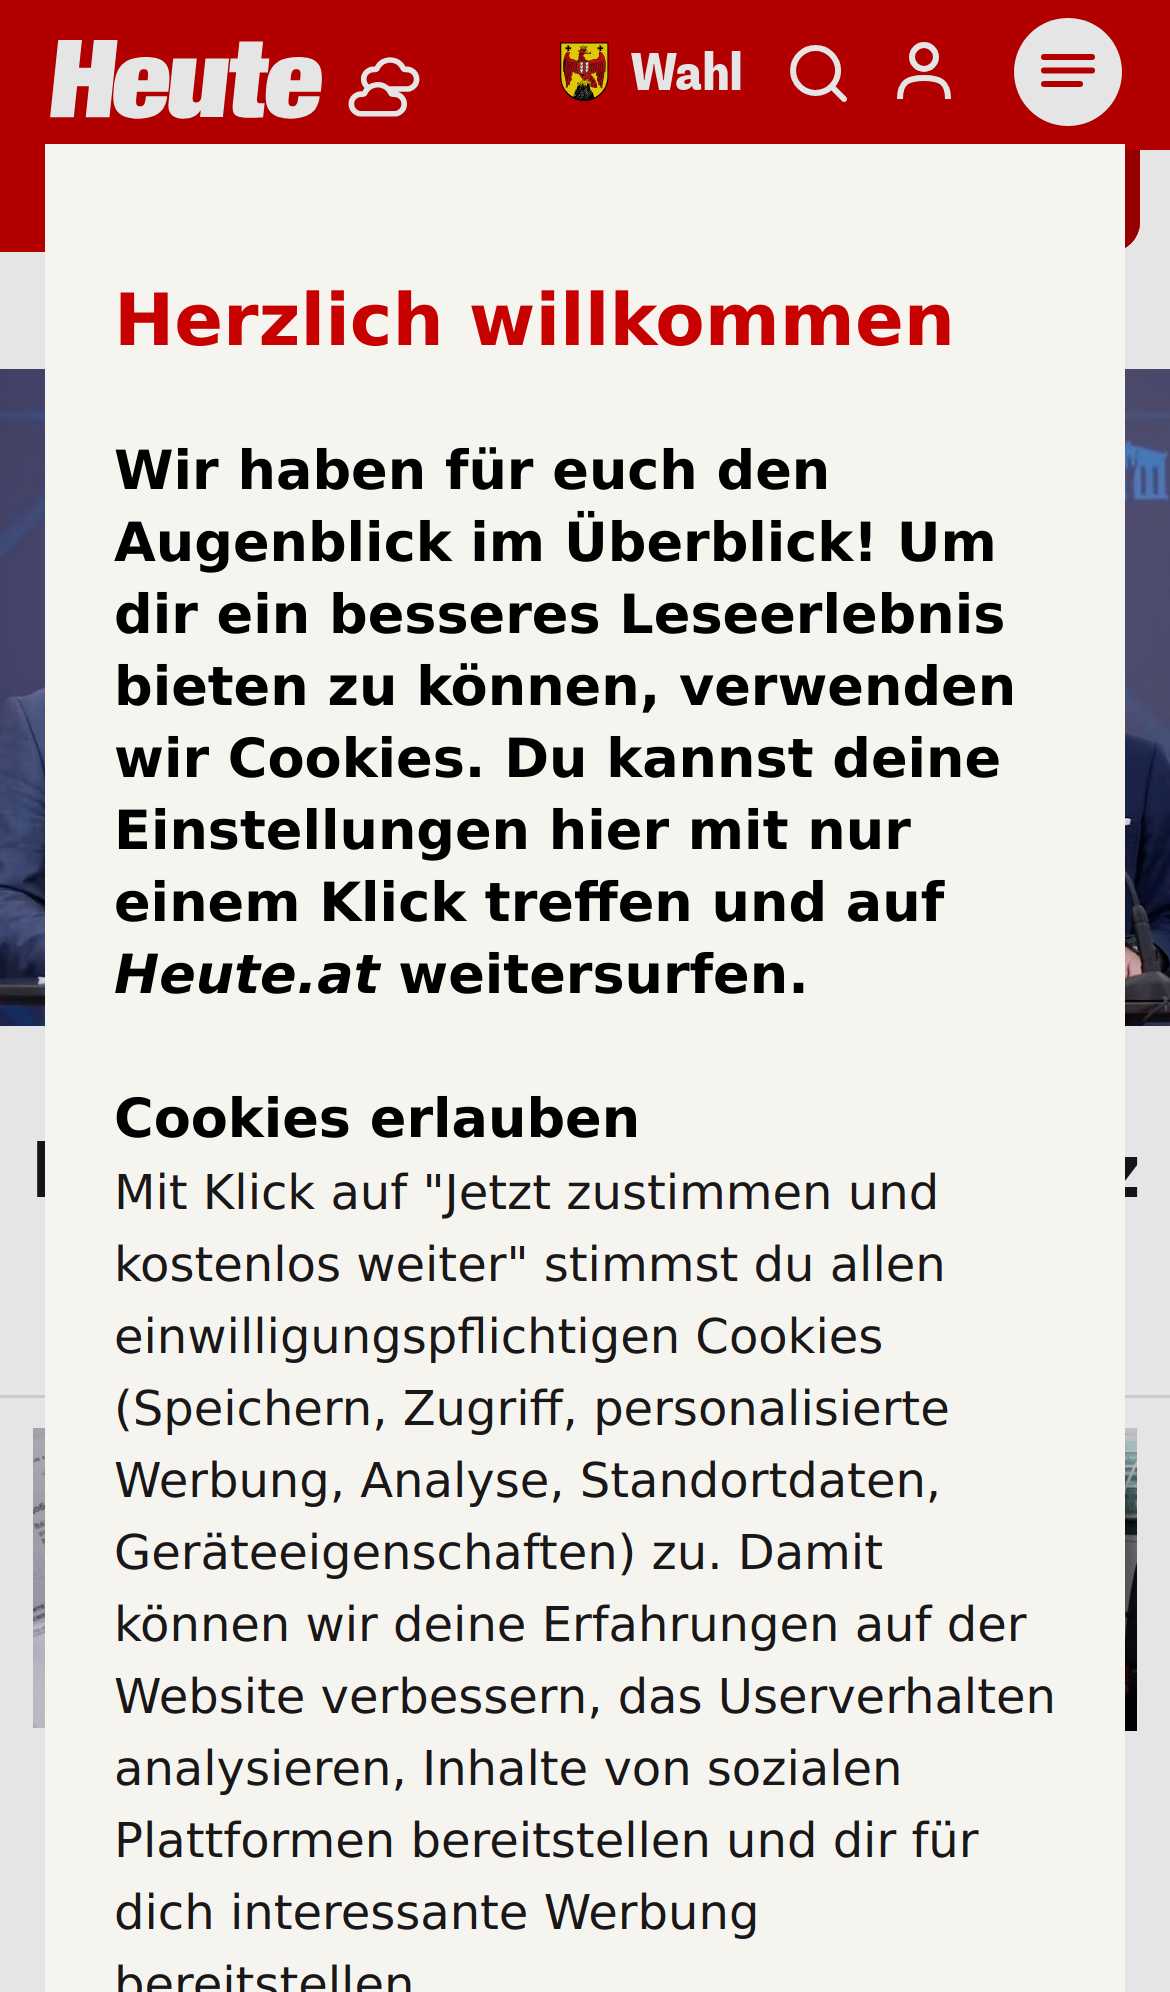 Heute
Wahl
Herzlich willkommen
Wir haben für euch den
Augenblick im Überblick! Um
dir ein besseres Leseerlebnis
bieten zu können, verwenden
wir Cookies. Du kannst deine
Einstellungen hier mit nur
einem Klick treffen und auf
Heute.at weitersurfen.
Cookies erlauben
Mit Klick auf "Jetzt zustimmen und
kostenlos weiter" stimmst du allen
einwilligungspflichtigen Cookies
(Speichern, Zugriff, personalisierte
Werbung, Analyse, Standortdaten,
Geräteeigenschaften) zu. Damit
können wir deine Erfahrungen auf der
Website verbessern, das Userverhalten
analysieren, Inhalte von sozialen
Plattformen bereitstellen und dir für
dich interessante Werbung
bereitstellen.